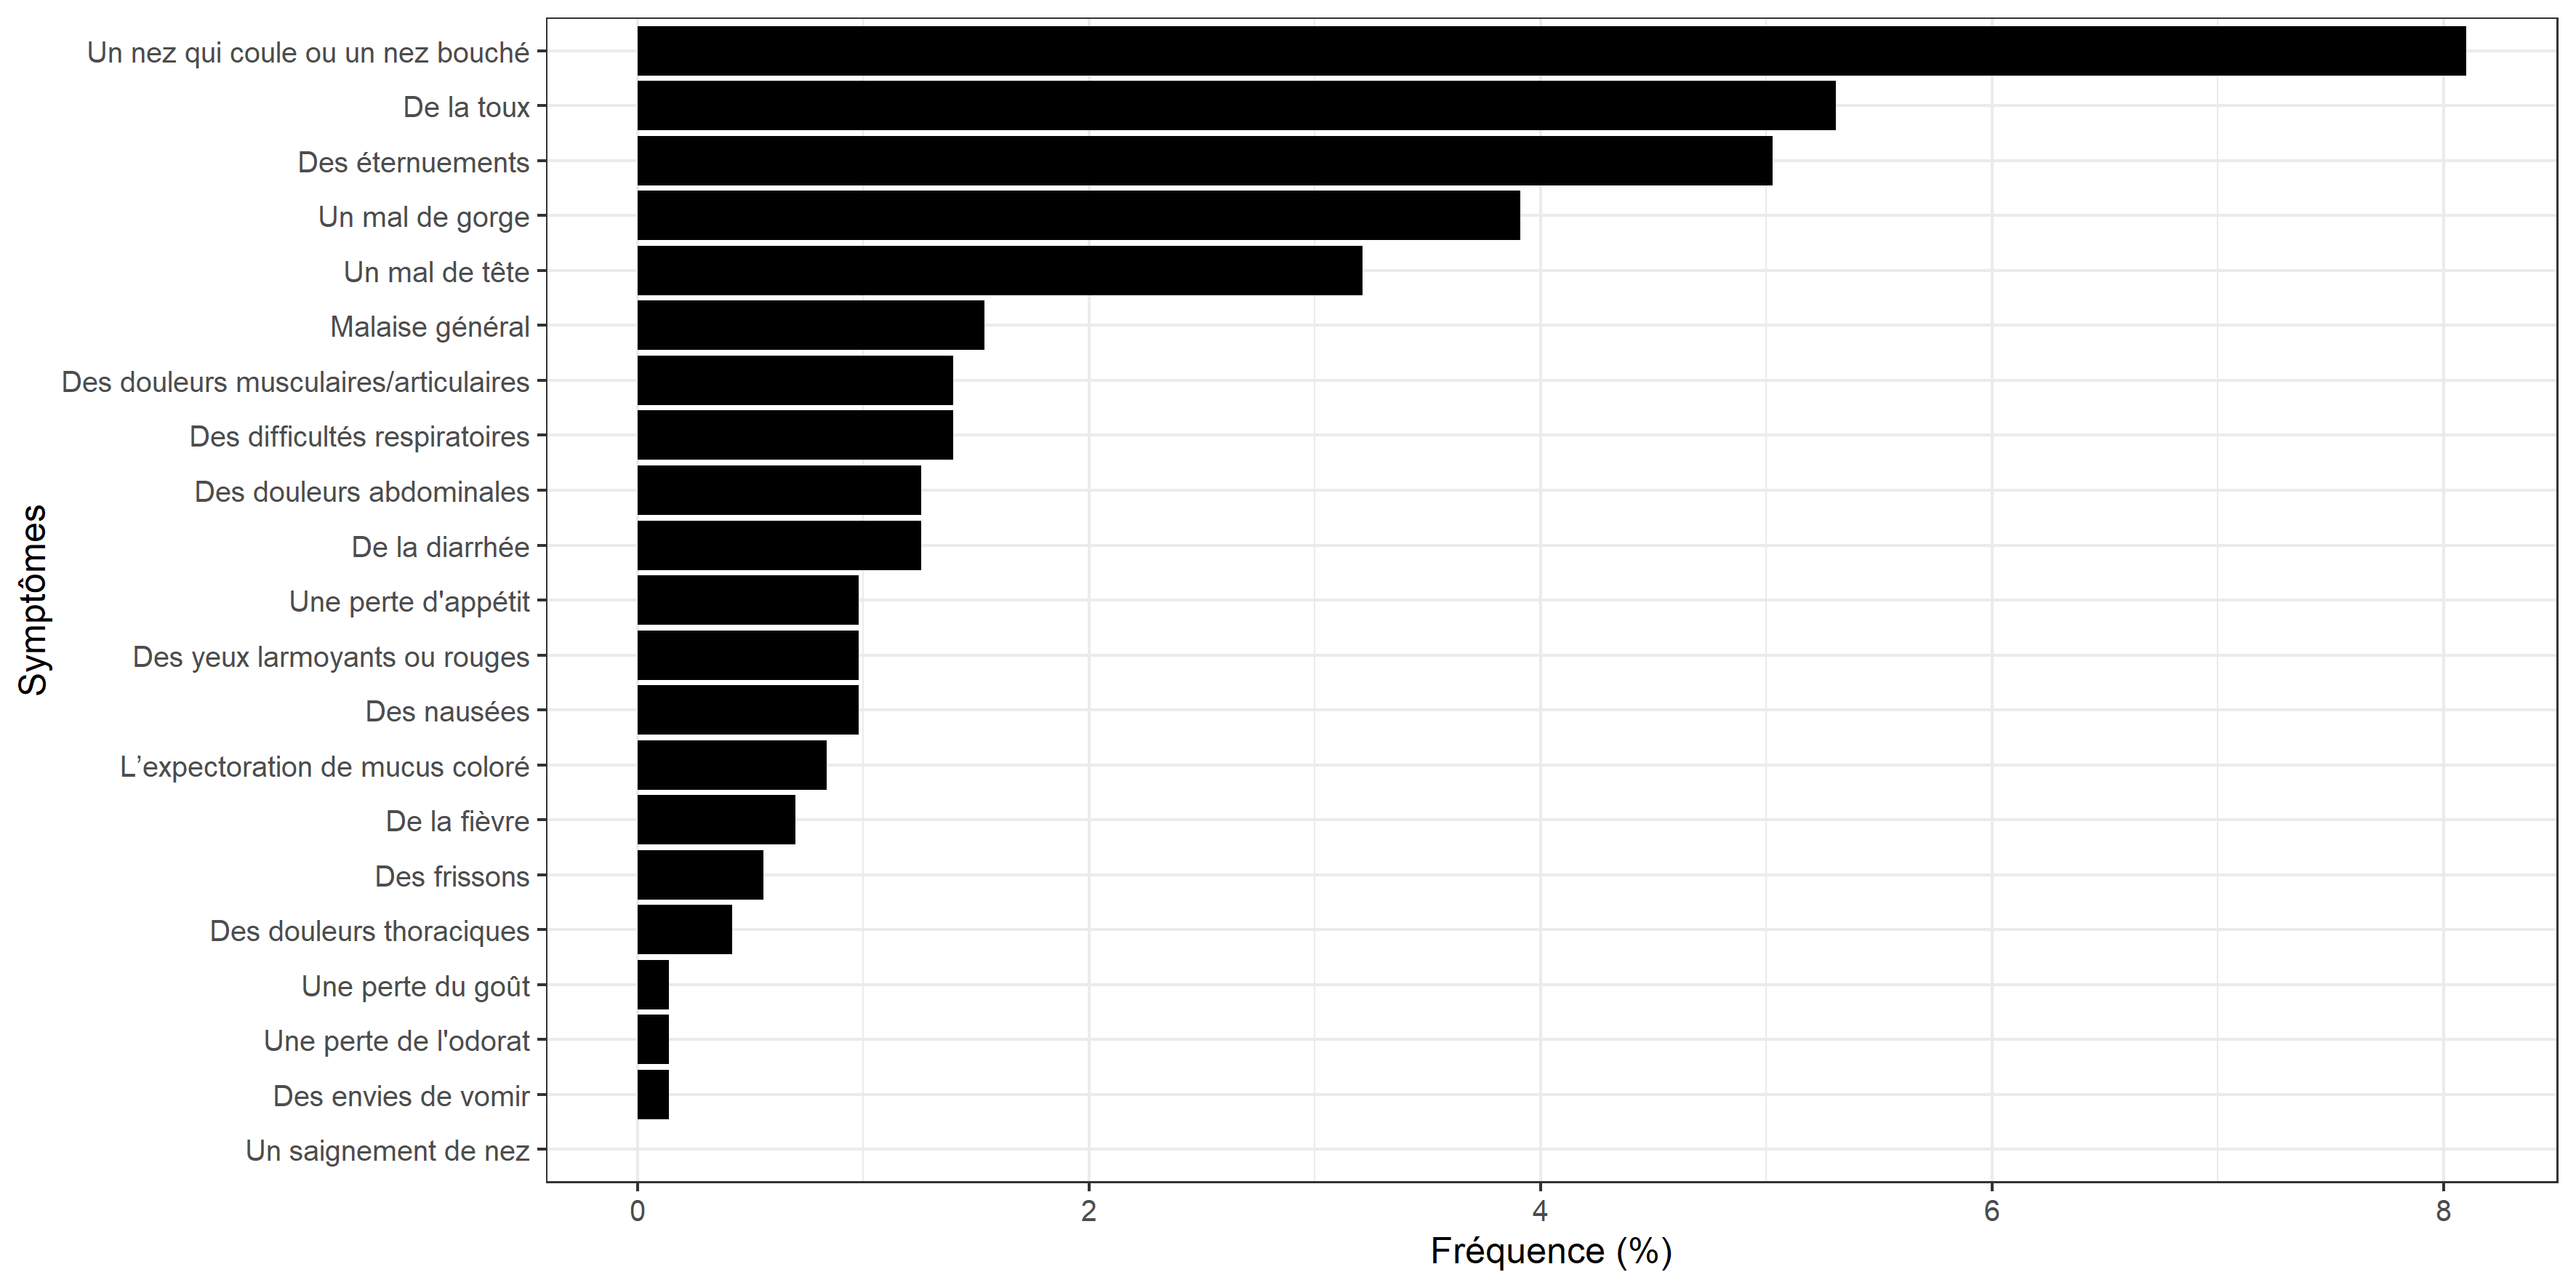 Un nez qui coule ou un nez bouché
De la toux
Des éternuements
Un mal de gorge
Un mal de tête
Malaise général
Des douleurs musculaires/articulaires
Des difficultés respiratoires
Des douleurs abdominales
De la diarrhée
Une perte d'appétit
Des yeux larmoyants ou rouges
Des nausées
L’expectoration de mucus coloré
De la fièvre
Des frissons
Des douleurs thoraciques
Une perte du goût
Une perte de l'odorat
Des envies de vomir
Un saignement de nez
Symptômes
0 2 4 6 8
Fréquence (%)